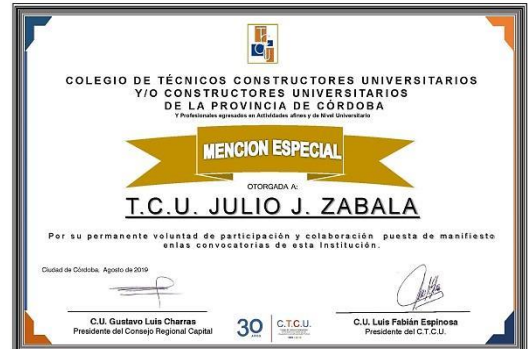 COLEGIO DE TÉCNICOS CONSTRUCTORES UNIVERSITARIOS
Y/O CONSTRUCTORES UNIVERSITARIOS
DE LA PROVINCIA DE CÓRDOBA
Y Profesionales egresados en Actividades afines y de Nivel Universitario
MENCION ESPECIAL
OTORGADA A:
T.C.U. JULIO J. ZABALA
Por su permanente voluntad de participación y colaboración puesta de manifiesto
enlas convocatorias de esta Institución.
Ciudad de Córdoba, Agosto de 2019
C.U. Gustavo Luis Charras
Presidente del Consejo Regional Capital
30
AÑOS
C.T.C.U.
C.U. Luis Fabián Espinosa
Presidente del C.T.C.U.